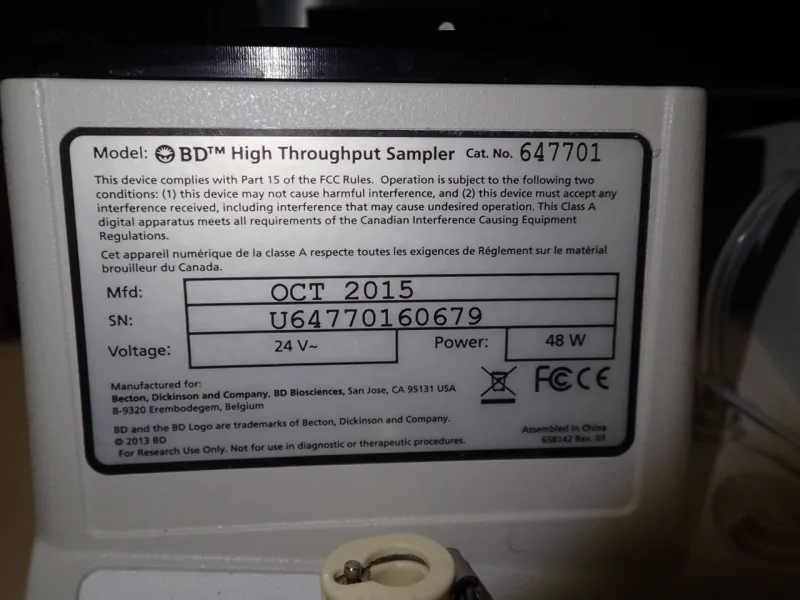 Model: BD™ High Throughput Sampler Cat. No. 647701
This device complies with Part 15 of the FCC Rules. Operation is subject to the following two
conditions: (1) this device may not cause harmful interference, and (2) this device must accept any
interference received, including interference that may cause undesired operation. This Class A
digital apparatus meets all requirements of the Canadian Interference Causing Equipment
Regulations.
Cet appareil numérique de la classe A respecte toutes les exigences de Réglement sur le matérial
brouilleur du Canada.
Mfd: OCT 2015
SN: U64770160679
Voltage: 24 V~ Power: 48 W
FC CE
Manufactured for:
Becton, Dickinson and Company, BD Biosciences, San Jose, CA 95131 USA
B-9320 Erembodegem, Belgium
BD and the BD Logo are trademarks of Becton, Dickinson and Company.
© 2013 BD
For Research Use Only. Not for use in diagnostic or therapeutic procedures.
Assembled in China
658142 Rev. 01